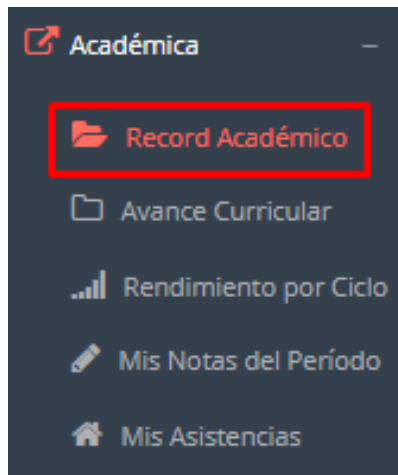 Académica
Record Académico
Avance Curricular
Rendimiento por Ciclo
Mis Notas del Período
Mis Asistencias